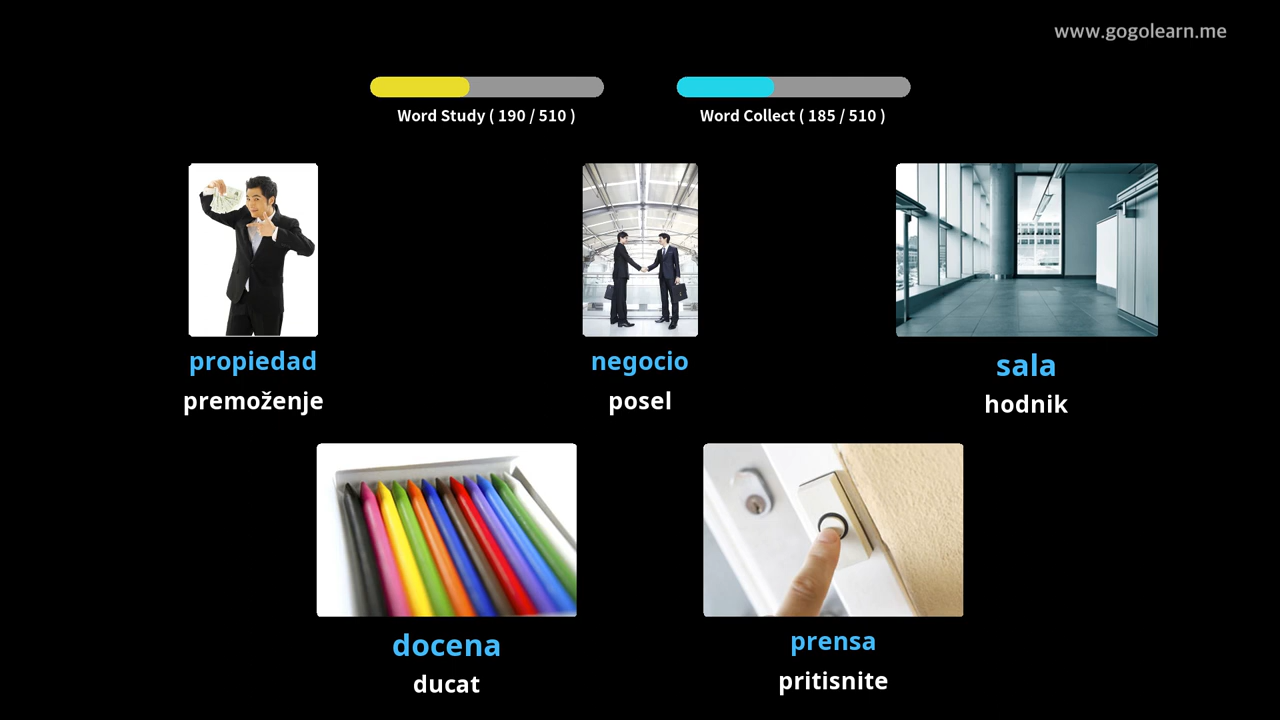 www.gogolearn.me
Word Study ( 190 / 510 )
Word Collect ( 185 / 510 )
propiedad
premoženje
negocio
posel
sala
hodnik
docena
ducat
prensa
pritisnite